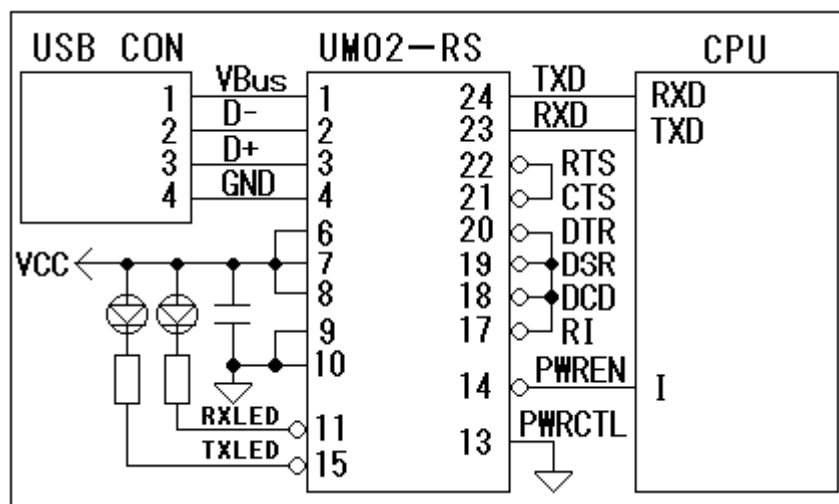 USB CON UM02-RS CPU
VBus TXD
1 1 24 RXD
D- RXD
2 2 23 TXD
D+
3 3 22 RTS
GND
4 4 21 CTS
6 20 DTR
VCC 7 19 DSR
8 18 DCD
9 17 RI
10 PWREN
14 I
RXLED 11 PWRCTL
TXLED 15 13